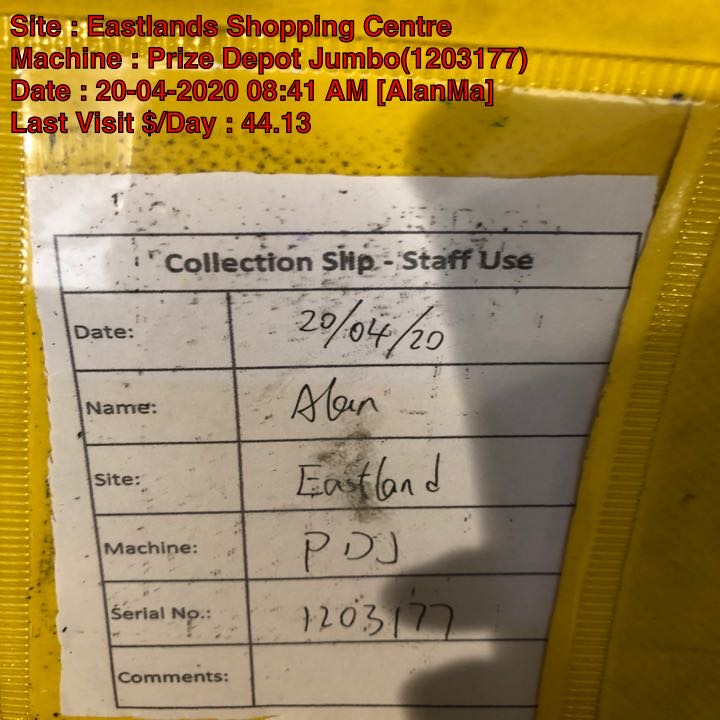 Site : Eastlands Shopping Centre
Machine : Prize Depot Jumbo(1203177)
Date : 20-04-2020 08:41 AM [AlanMa]
Last Visit $/Day : 44.13
Collection Slip - Staff Use
Date: 20/04/20
Name: Alan
Site: Eastland
Machine: PDJ
Serial No.: 1203177
Comments: